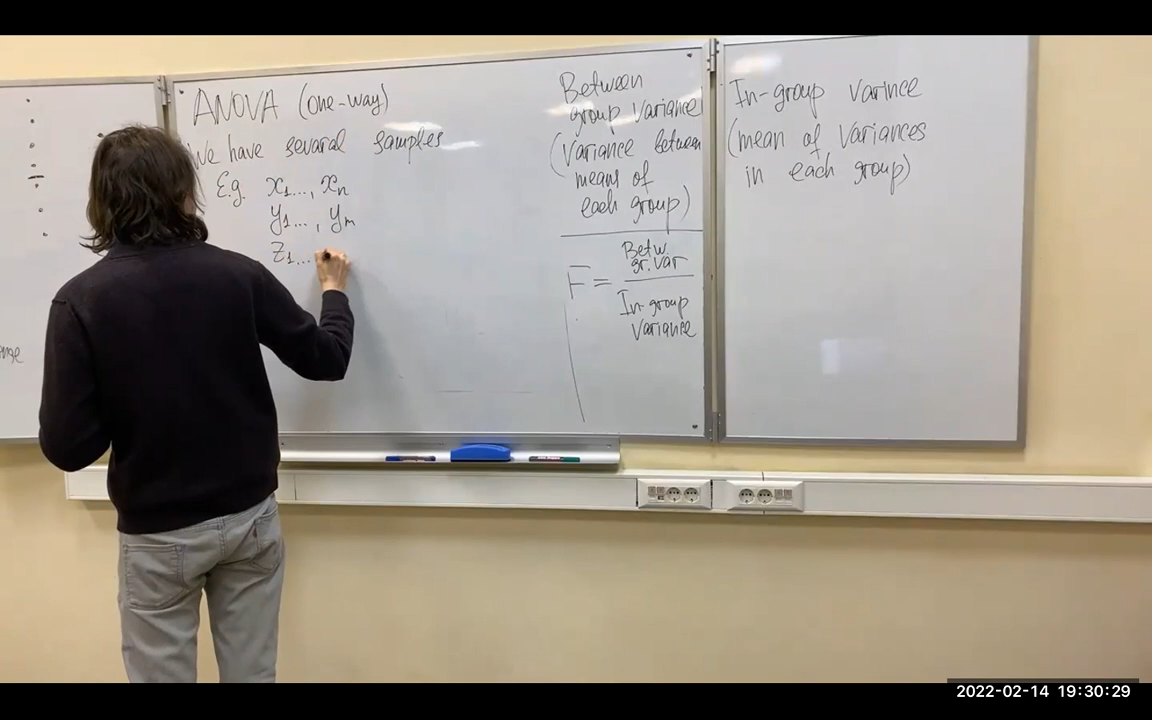 ANOVA (one-way)
We have several samples
E.g. x₁..., xₙ
y₁..., yₘ
z₁...
Between
group Variance
(Variance between
means of
each group)
F = Betw. gr. var / In-group Variance
In-group varince
(mean of variances
in each group)
2022-02-14 19:30:29